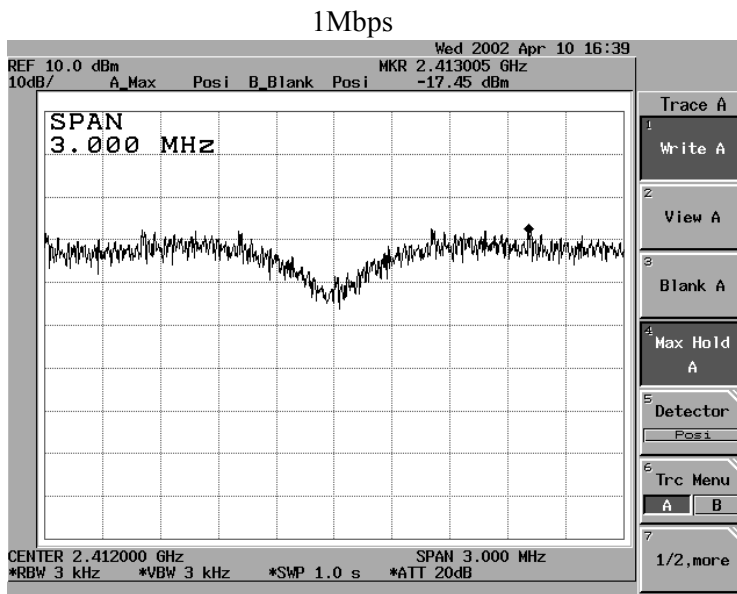 1Mbps
Wed 2002 Apr 10 16:39
REF 10.0 dBm MKR 2.413005 GHz
10dB/ A_Max Posi B_Blank Posi -17.45 dBm
SPAN
3.000 MHz
CENTER 2.412000 GHz SPAN 3.000 MHz
*RBW 3 kHz *VBW 3 kHz *SWP 1.0 s *ATT 20dB
Trace A
1
Write A
2
View A
3
Blank A
4
Max Hold
A
5
Detector
Posi
6
Trc Menu
A B
7
1/2,more